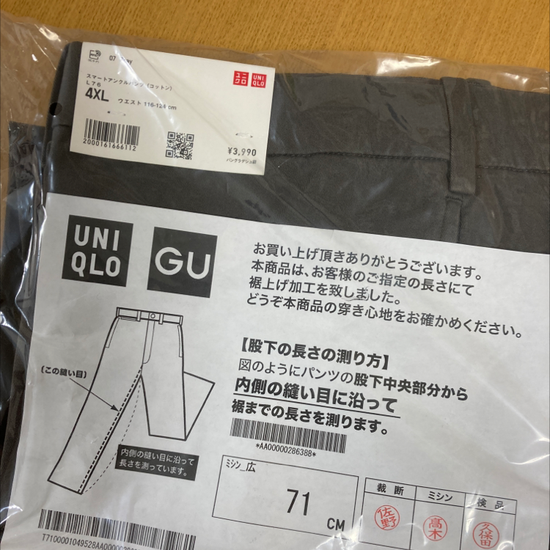 スマートアンクルパンツ(コットン)
4XL ウエスト 116-124 cm
ユニクロ
UNIQLO
2000161666112
¥3,990
UNIQLO
GU
お買い上げ頂きありがとうございます。
本商品は、お客様のご指定の長さにて
裾上げ加工を致しました。
どうぞ本商品の穿き心地をお確かめください。
【股下の長さの測り方】
図のようにパンツの股下中央部分から
内側の縫い目に沿って
裾までの長さを測ります。
(この縫い目)
内側の縫い目に沿って
長さを測っています。
*AA00000286388*
ミシン_広
71
CM
裁断 ミシン 検品
佐野 高木 久保田